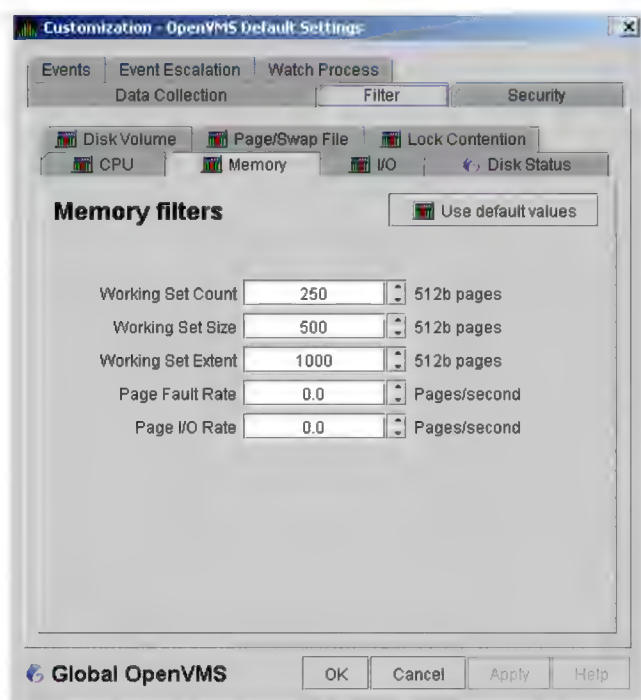 Customization - OpenVMS Default Settings
Events Event Escalation Watch Process
Data Collection Filter Security
Disk Volume Page/Swap File Lock Contention
CPU Memory I/O Disk Status
Memory filters Use default values
Working Set Count 250 512b pages
Working Set Size 500 512b pages
Working Set Extent 1000 512b pages
Page Fault Rate 0.0 Pages/second
Page I/O Rate 0.0 Pages/second
Global OpenVMS OK Cancel Apply Help